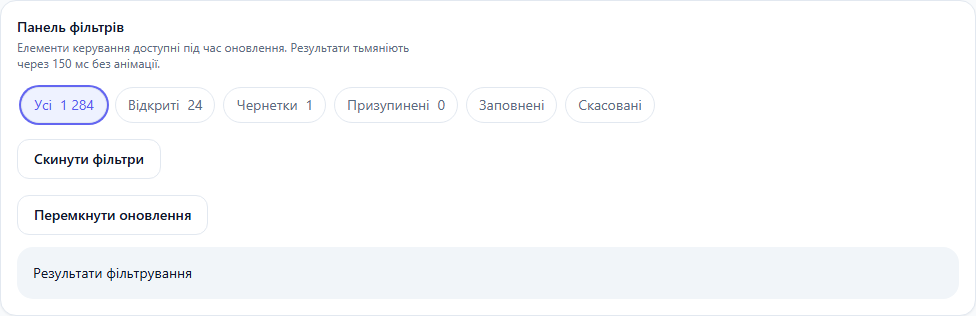 Панель фільтрів
Елементи керування доступні під час оновлення. Результати тьмяніють
через 150 мс без анімації.
Усі 1 284 Відкриті 24 Чернетки 1 Призупинені 0 Заповнені Скасовані
Скинути фільтри
Перемкнути оновлення
Результати фільтрування